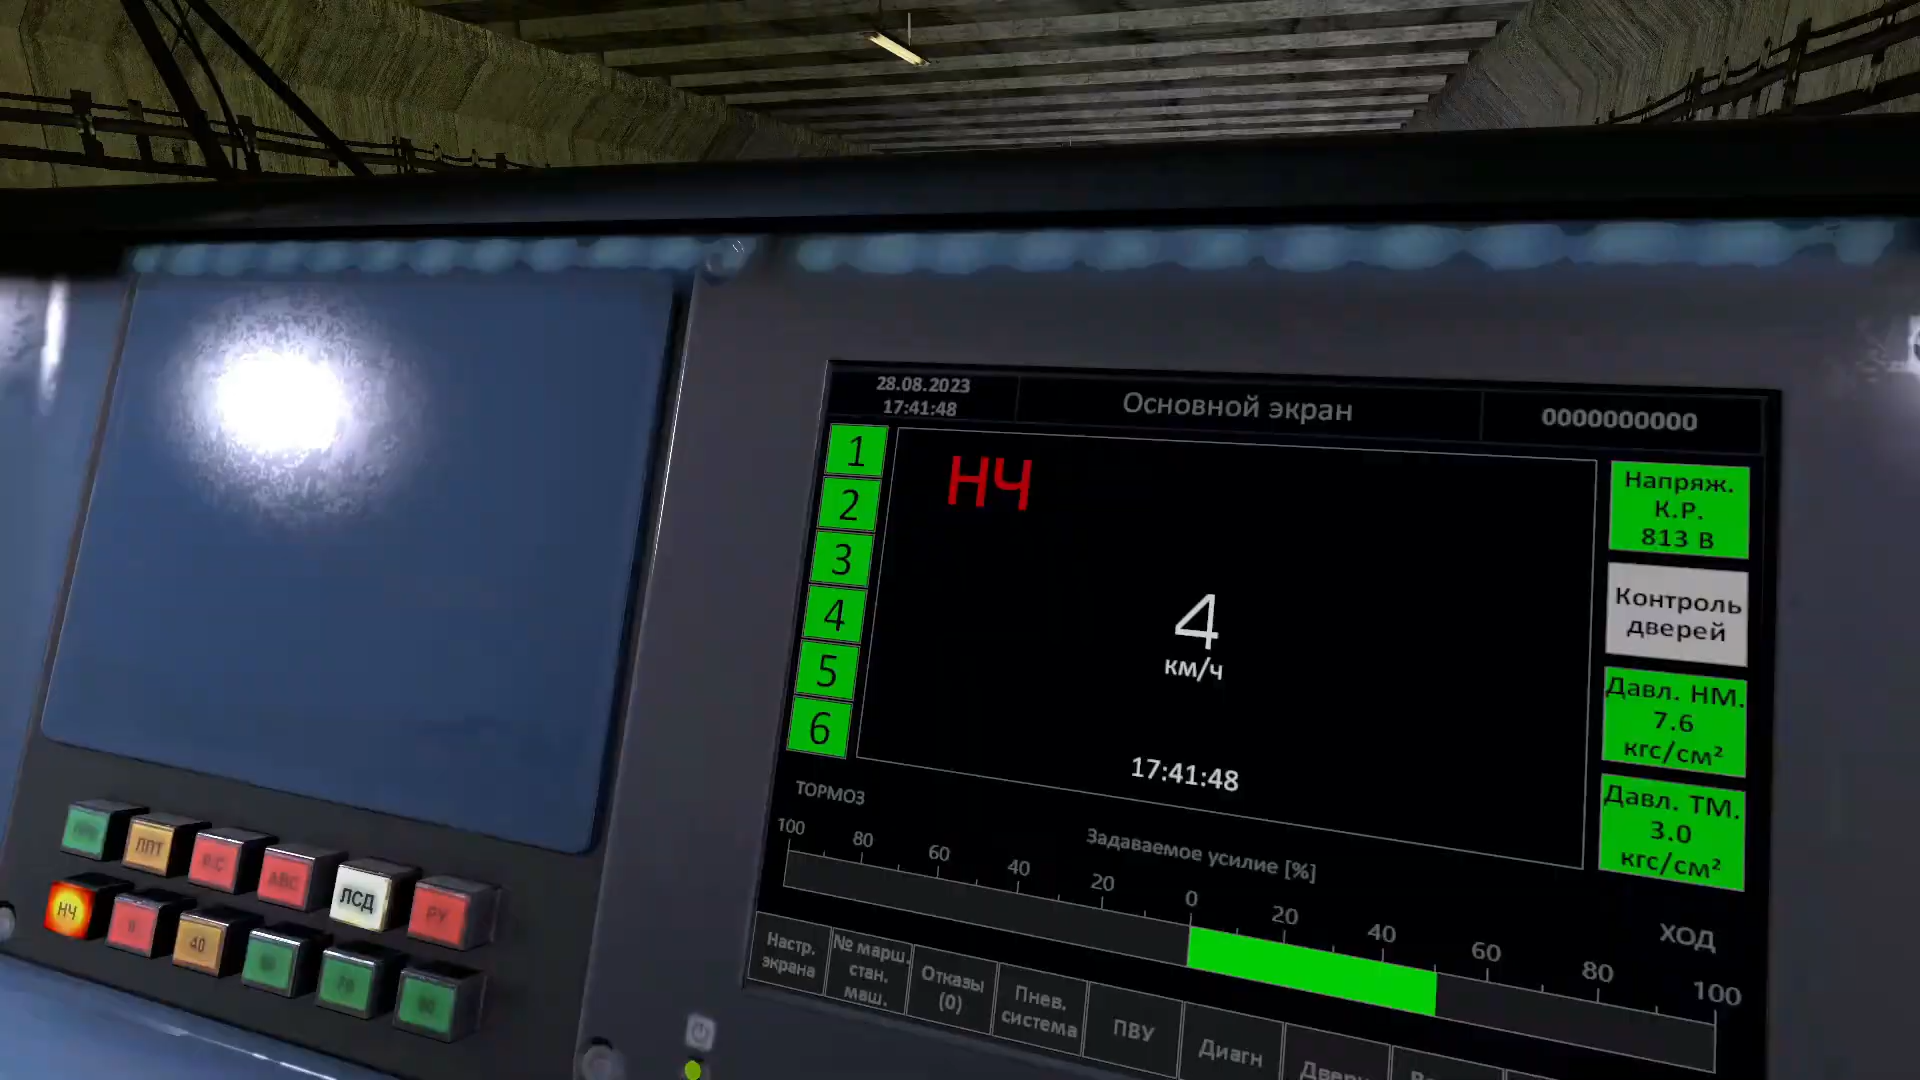 28.08.2023
17:41:48
Основной экран
0000000000
1
2
3
4
5
6
НЧ
4
км/ч
17:41:48
Напряж.
К.Р.
813 В
Контроль
дверей
Давл. НМ.
7.6
кгс/см²
Давл. ТМ.
3.0
кгс/см²
ТОРМОЗ
Задаваемое усилие [%]
ХОД
100 80 60 40 20 0 20 40 60 80 100
Настр.
экрана
№ марш.
стан.
маш.
Отказы
(0)
Пнев.
система
ПВУ
Диагн
ЛПТ
АВС
ЛСД
РУ
НЧ
0
40